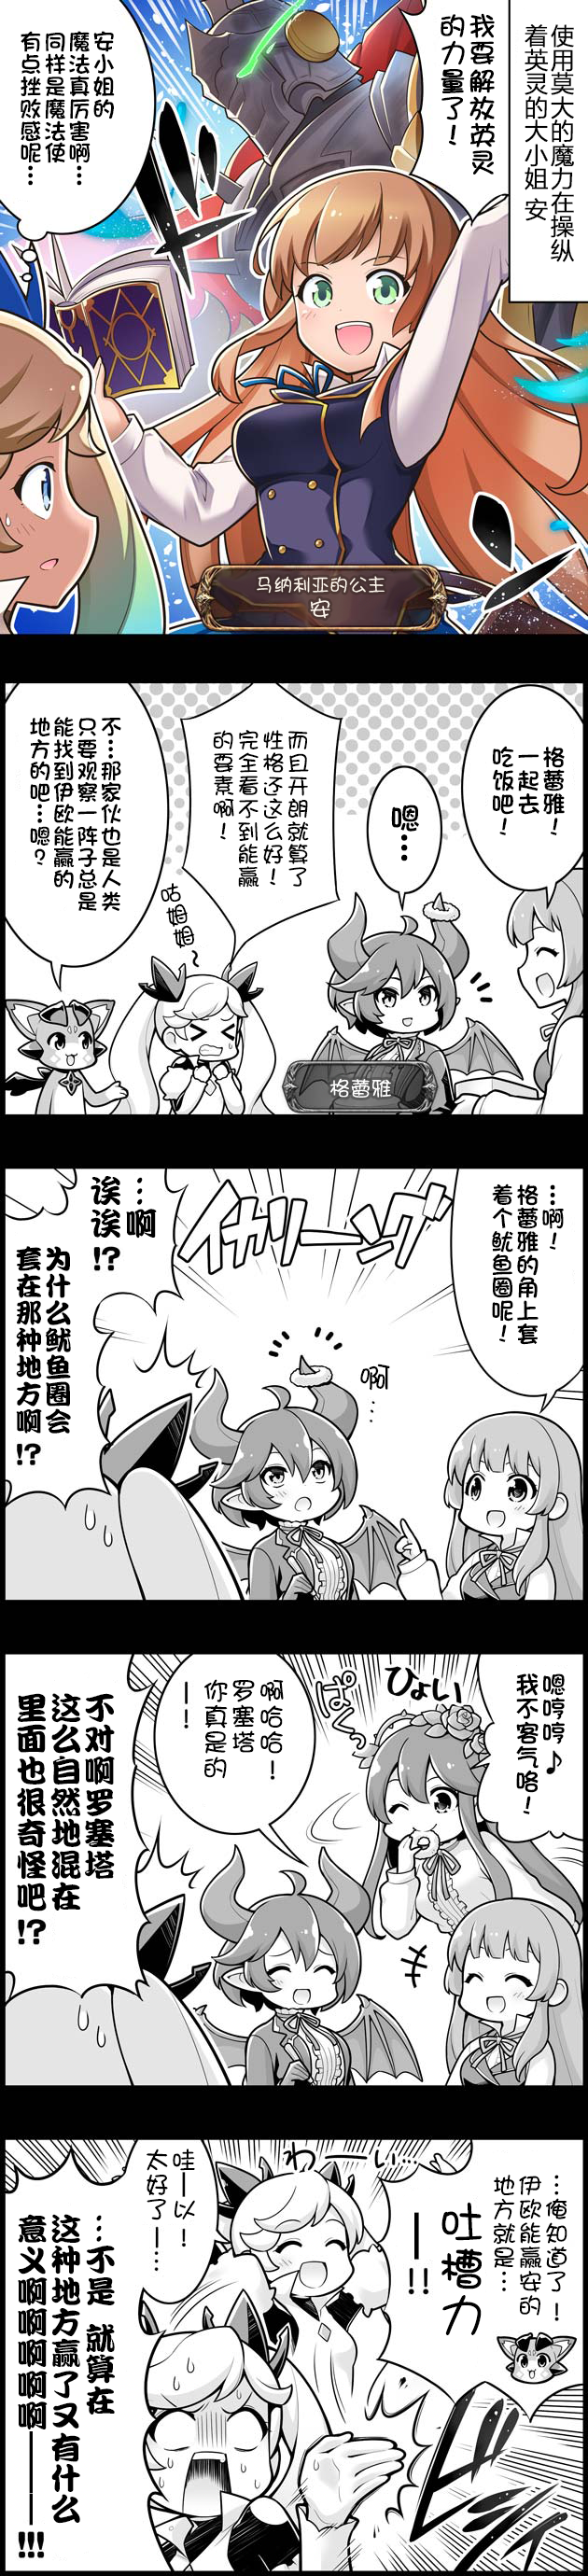 使用莫大的魔力在操纵
着英灵的大小姐 安
我要解放英灵
的力量了！
安小姐的
魔法真厉害啊…
同样是魔法使
有点挫败感呢…
马纳利亚的公主
安
格蕾雅！
一起去
吃饭吧！
嗯…
而且开朗就算了
性格还这么好！
完全看不到能赢
的要素啊！
咕姆姆～
不…那家伙也是人类
只要观察一阵子总是
能找到伊欧能赢的
地方的吧…嗯？
格蕾雅
…啊！
格蕾雅的角上套
着个鱿鱼圈呢！
イカリーング
啊…
…啊
诶诶!?
为什么鱿鱼圈会
套在那种地方啊!?
嗯哼哼♪
我不客气咯！
ひょい
ぱくっ
啊哈哈！
罗塞塔
你真是的
ー！
不对啊罗塞塔
这么自然地混在
里面也很奇怪吧!?
…俺知道了！
伊欧能赢安的
地方就是…
吐槽力
ー!!
わーい…
哇ー以！
太好了ー…
ビシィ
…不是 就算在
这种地方赢了又有什么
意义啊啊啊啊啊——!!!